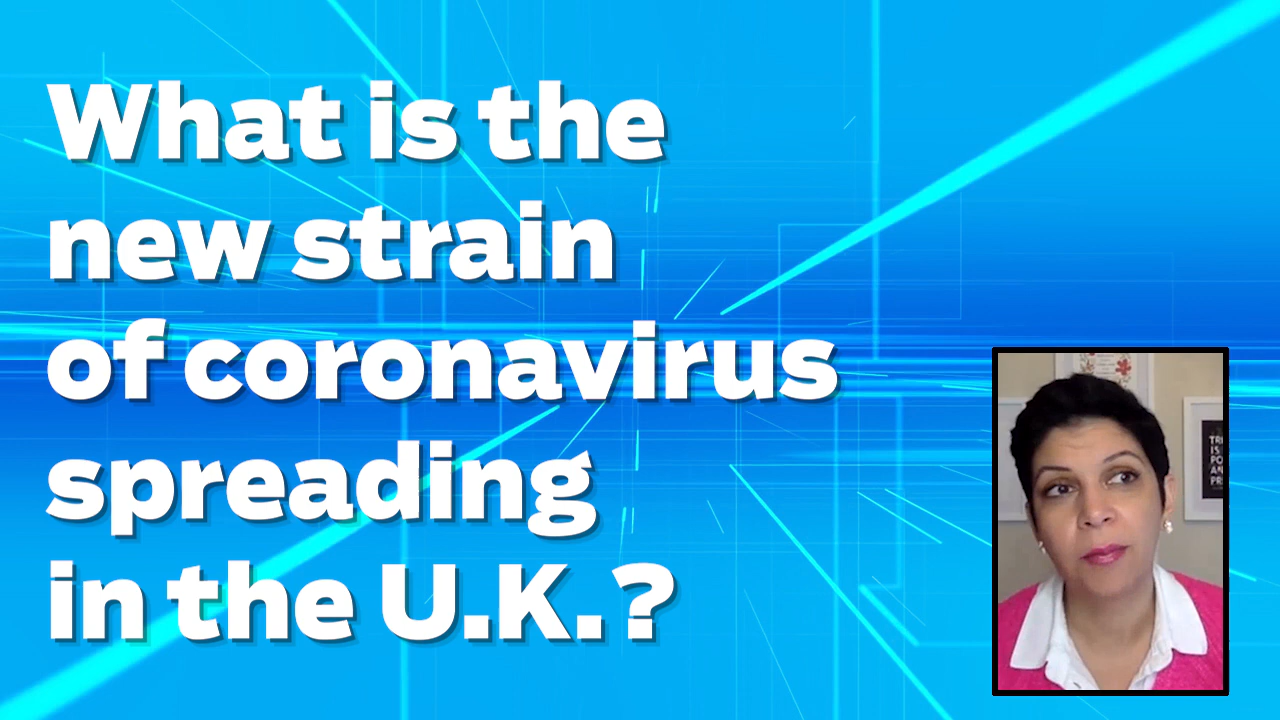 What is the
new strain
of coronavirus
spreading
in the U.K.?